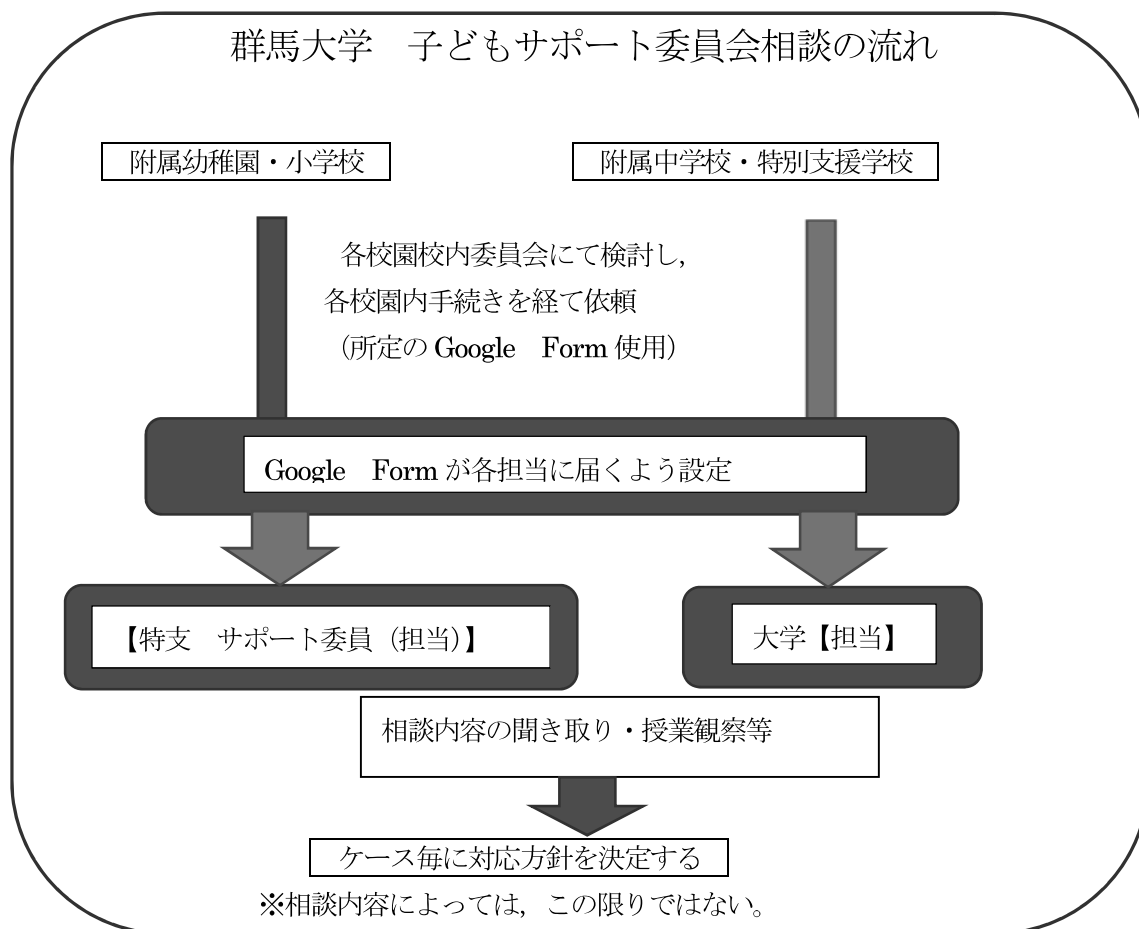 群馬大学　子どもサポート委員会相談の流れ
附属幼稚園・小学校
附属中学校・特別支援学校
各校園校内委員会にて検討し，
各校園内手続きを経て依頼
（所定の Google　Form 使用）
Google　Form が各担当に届くよう設定
【特支　サポート委員（担当）】
大学【担当】
相談内容の聞き取り・授業観察等
ケース毎に対応方針を決定する
※相談内容によっては，この限りではない。